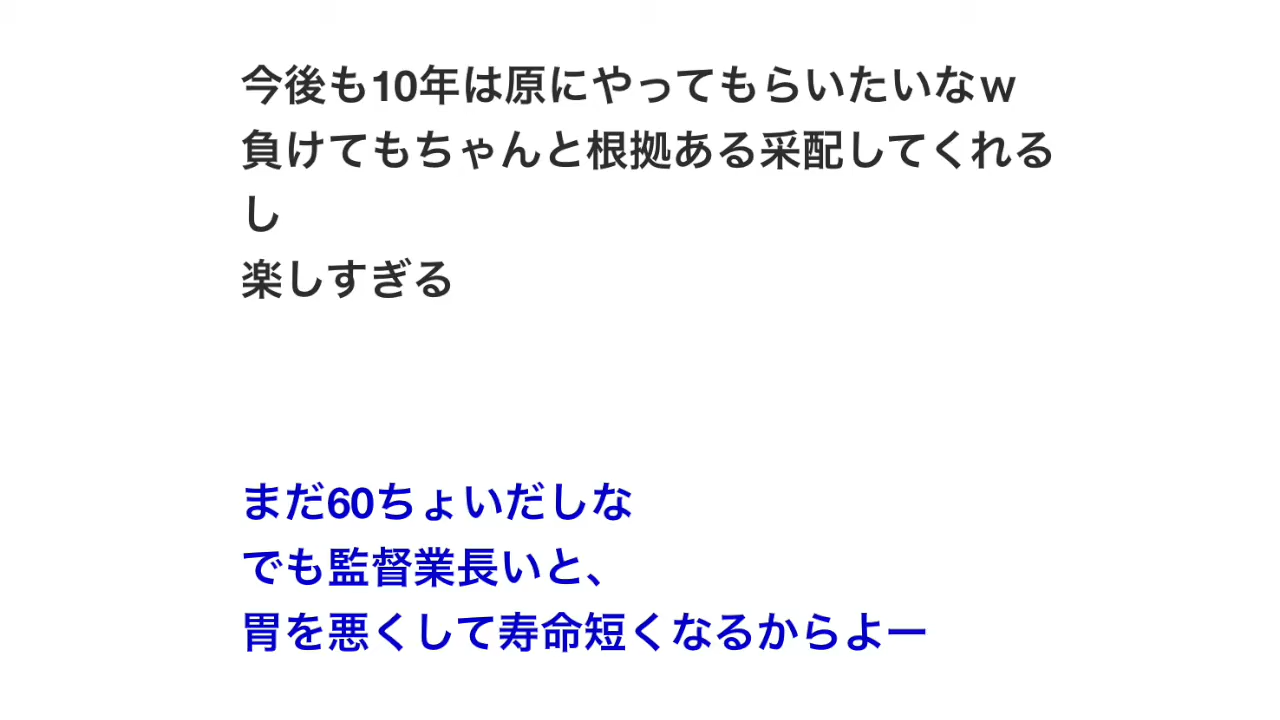 今後も10年は原にやってもらいたいなｗ
負けてもちゃんと根拠ある采配してくれる
し
楽しすぎる
まだ60ちょいだしな
でも監督業長いと、
胃を悪くして寿命短くなるからよー